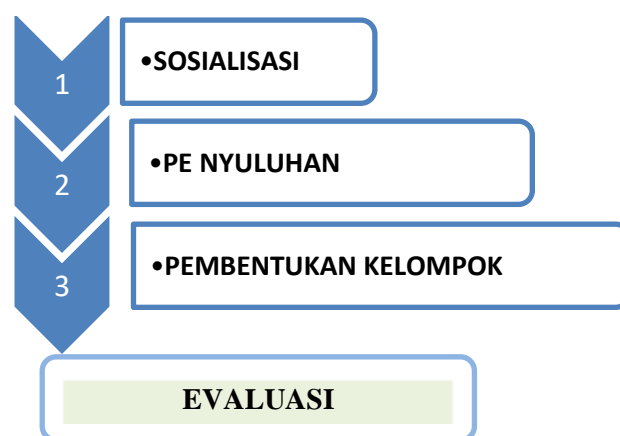 1
•SOSIALISASI
2
•PE NYULUHAN
3
•PEMBENTUKAN KELOMPOK
EVALUASI